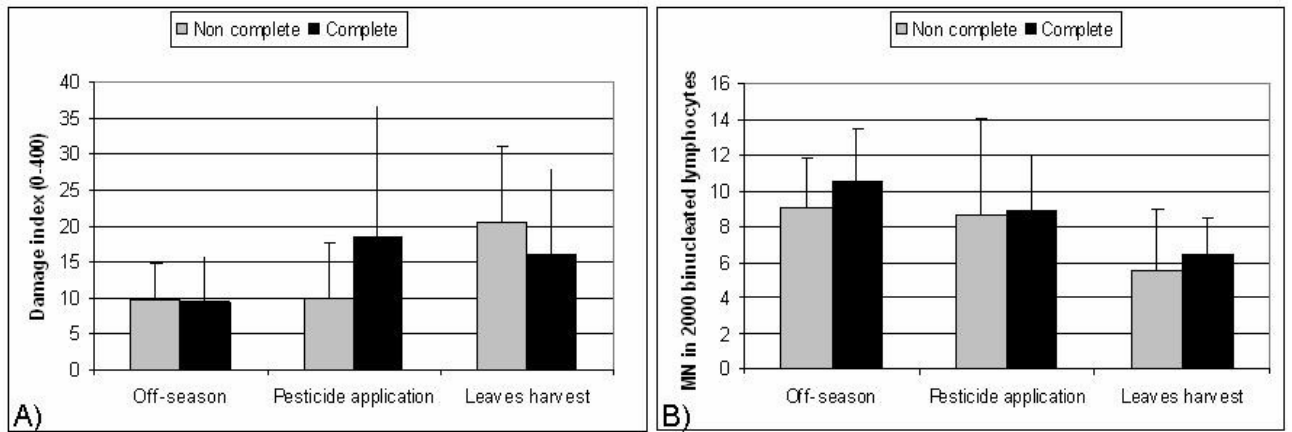 Non complete Complete
Damage index (0-400)
40
35
30
25
20
15
10
5
0
Off-season Pesticide application Leaves harvest
A)
Non complete Complete
MN in 2000 binucleated lymphocytes
16
14
12
10
8
6
4
2
0
Off-season Pesticide application Leaves harvest
B)